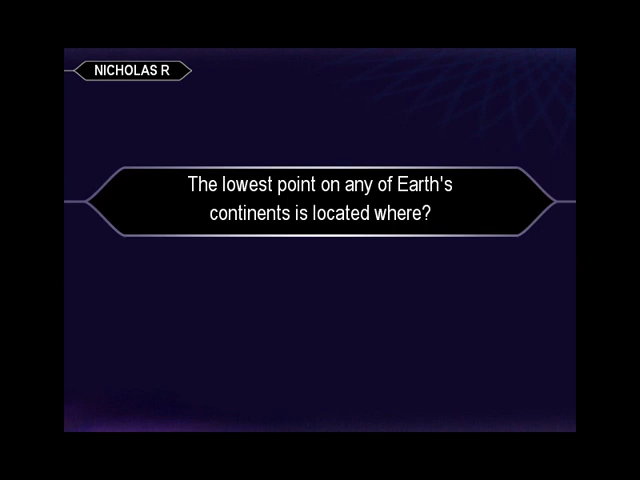 NICHOLAS R
The lowest point on any of Earth's
continents is located where?